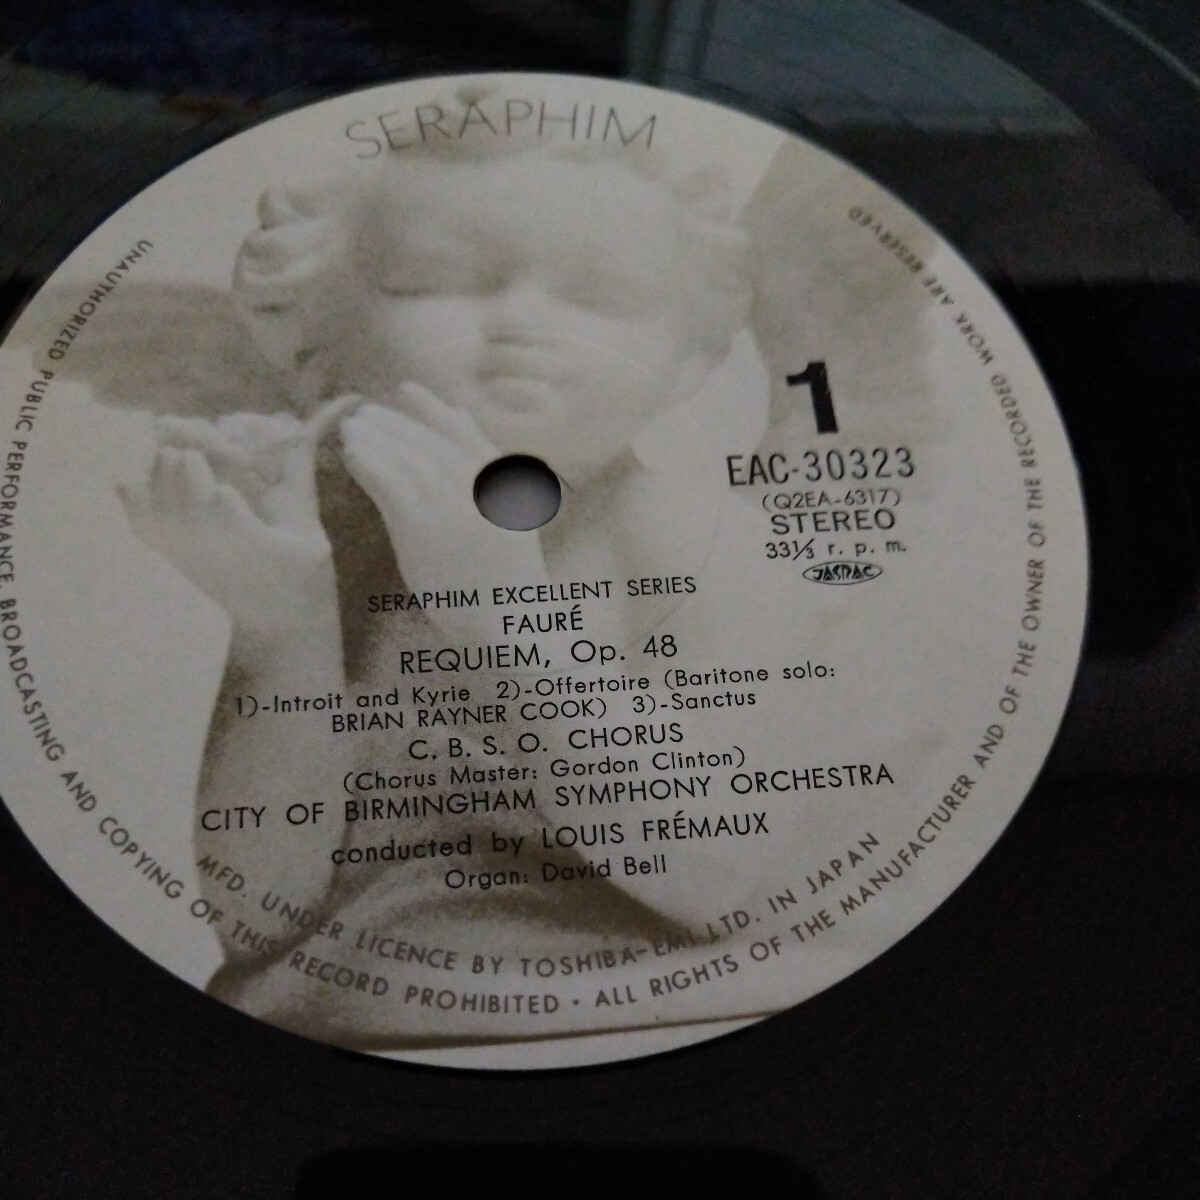 SERAPHIM
1
EAC-30323
(Q2EA-6317)
STEREO
33⅓ r. p. m.
JASRAC
SERAPHIM EXCELLENT SERIES
FAURÉ
REQUIEM, Op. 48
1)-Introit and Kyrie 2)-Offertoire (Baritone solo:
BRIAN RAYNER COOK) 3)-Sanctus
C. B. S. O. CHORUS
(Chorus Master: Gordon Clinton)
CITY OF BIRMINGHAM SYMPHONY ORCHESTRA
conducted by LOUIS FRÉMAUX
Organ: David Bell
MFD. UNDER LICENCE BY TOSHIBA-EMI LTD. IN JAPAN
UNAUTHORIZED PUBLIC PERFORMANCE BROADCASTING AND COPYING OF THIS RECORD PROHIBITED · ALL RIGHTS OF THE MANUFACTURER AND OF THE OWNER OF THE RECORDED WORK ARE RESERVED